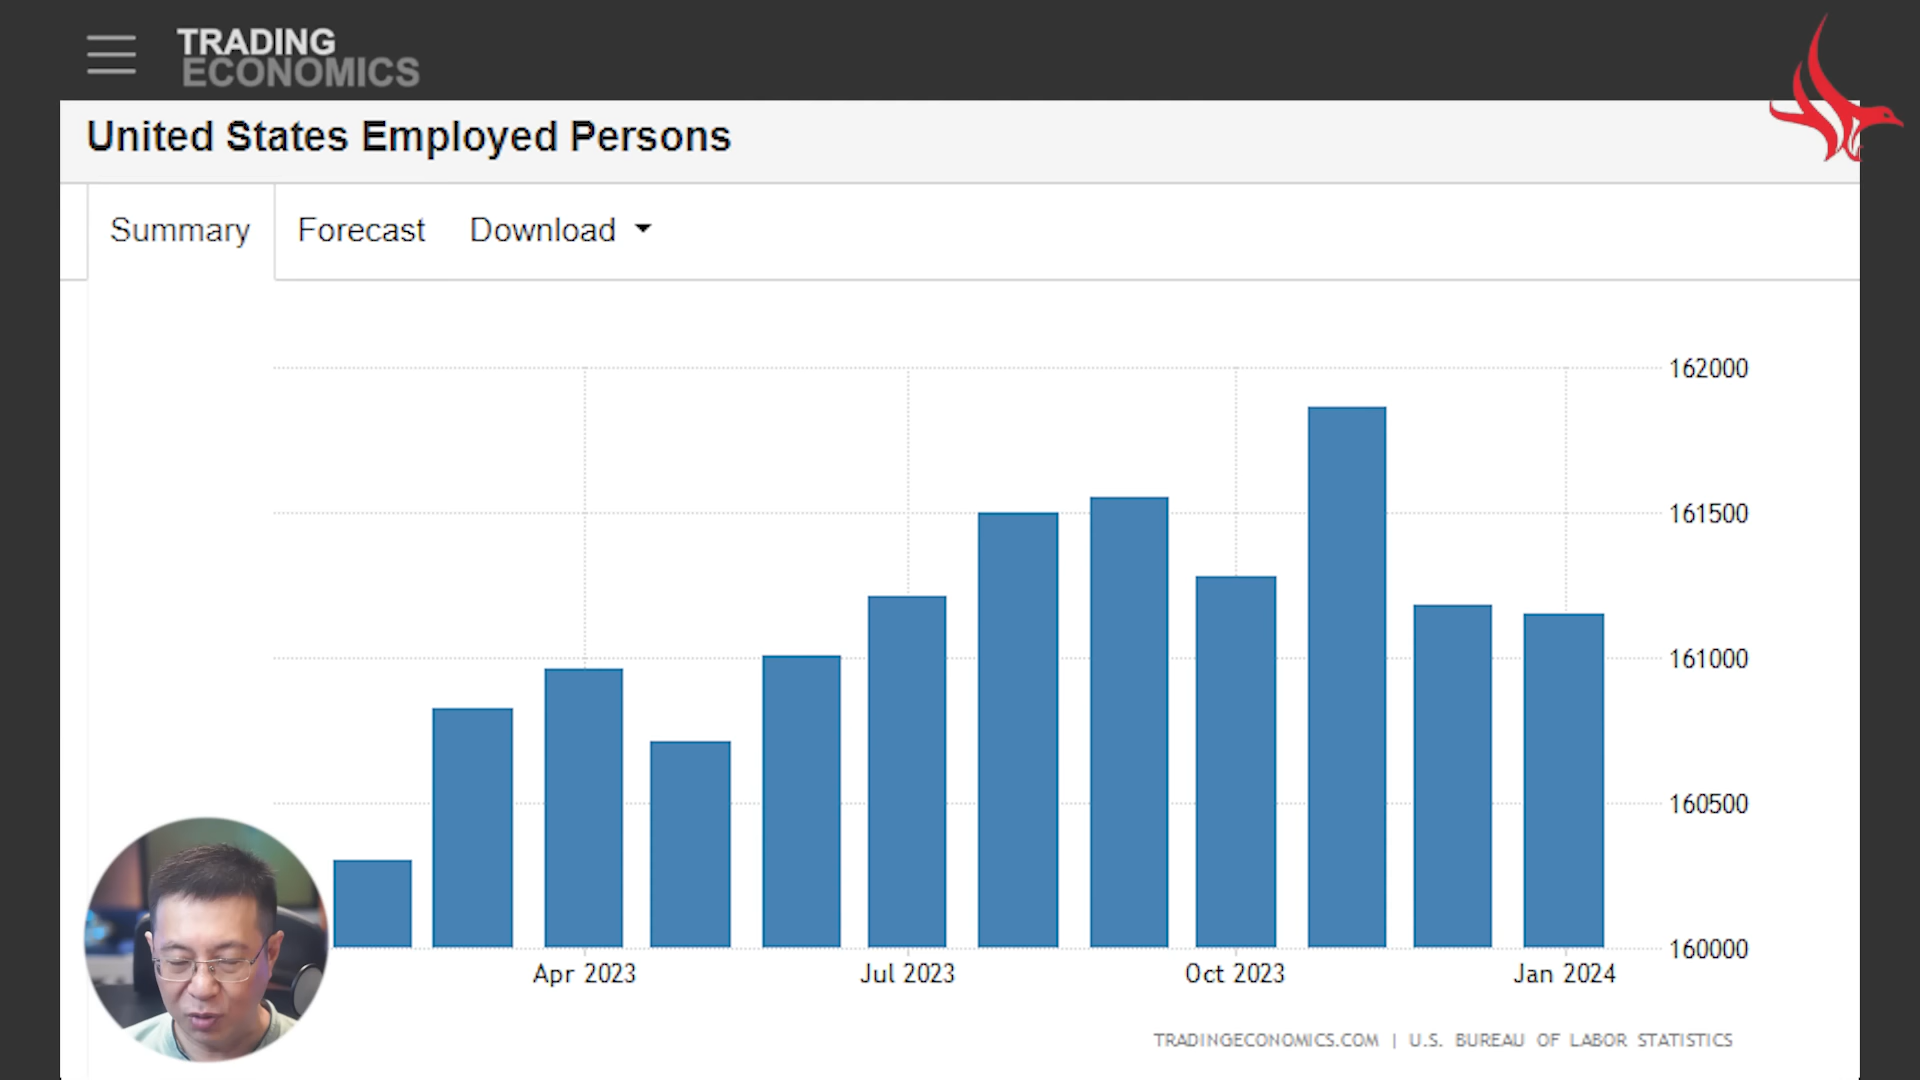 TRADING
ECONOMICS
United States Employed Persons
Summary Forecast Download
162000
161500
161000
160500
160000
Apr 2023 Jul 2023 Oct 2023 Jan 2024
TRADINGECONOMICS.COM | U.S. BUREAU OF LABOR STATISTICS